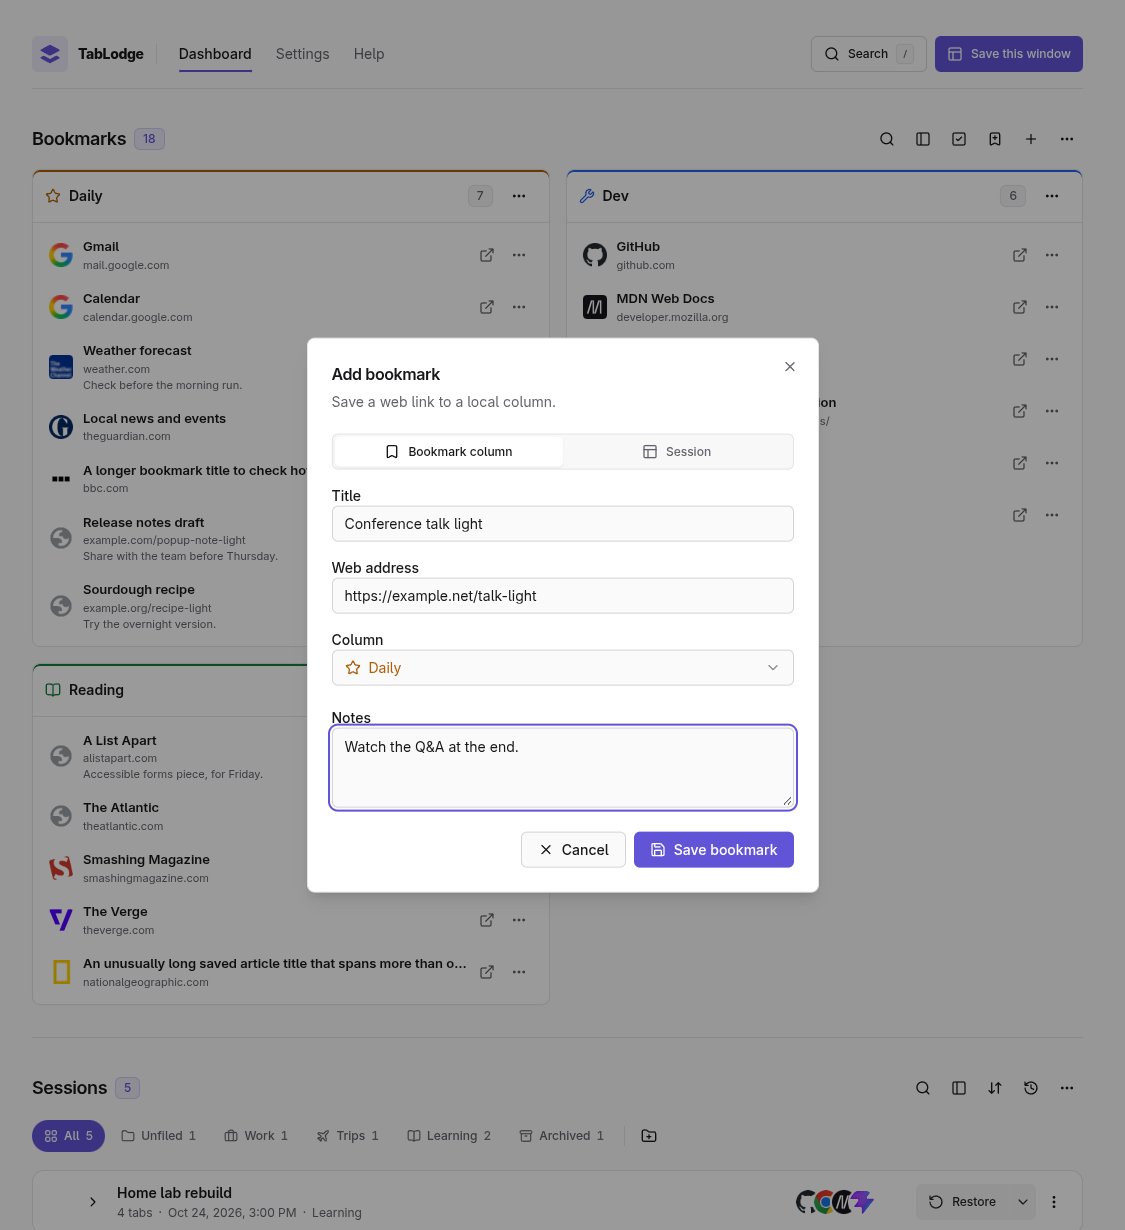 TabLodge
Dashboard
Settings
Help
Search /
Save this window
Bookmarks 18
Daily 7
Gmail
mail.google.com
Calendar
calendar.google.com
Weather forecast
weather.com
Check before the morning run.
Local news and events
theguardian.com
A longer bookmark title to check ho
bbc.com
Release notes draft
example.com/popup-note-light
Share with the team before Thursday.
Sourdough recipe
example.org/recipe-light
Try the overnight version.
Dev 6
GitHub
github.com
MDN Web Docs
developer.mozilla.org
ion
s/
Add bookmark
Save a web link to a local column.
Bookmark column
Session
Title
Conference talk light
Web address
https://example.net/talk-light
Column
Daily
Notes
Watch the Q&A at the end.
Cancel
Save bookmark
Reading
A List Apart
alistapart.com
Accessible forms piece, for Friday.
The Atlantic
theatlantic.com
Smashing Magazine
smashingmagazine.com
The Verge
theverge.com
An unusually long saved article title that spans more than o...
nationalgeographic.com
Sessions 5
All 5
Unfiled 1
Work 1
Trips 1
Learning 2
Archived 1
Home lab rebuild
4 tabs · Oct 24, 2026, 3:00 PM · Learning
Restore